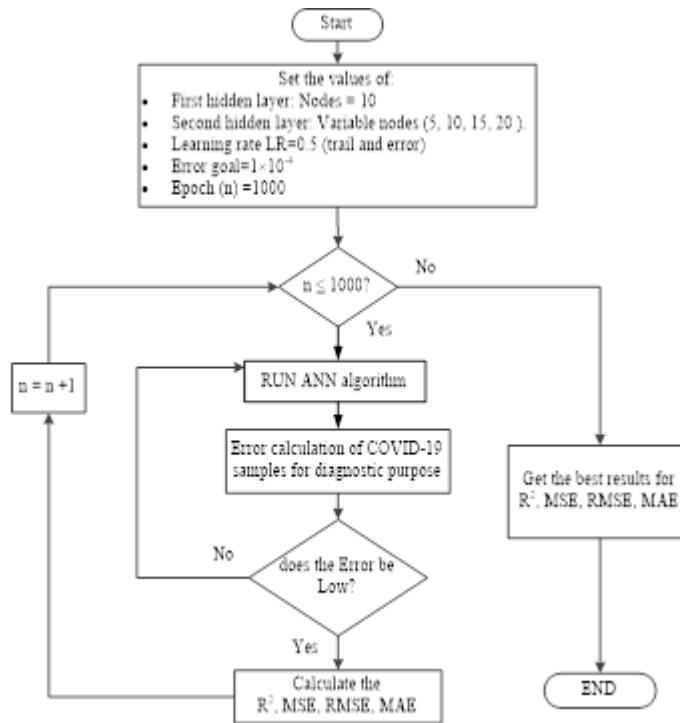 Start
Set the values of:
• First hidden layer: Nodes = 10
• Second hidden layer: Variable nodes (5, 10, 15, 20 ).
• Learning rate LR=0.5 (trail and error)
• Error goal=1×10⁻⁴
• Epoch (n) =1000
n ≤ 1000?
No
Yes
n = n +1
RUN ANN algorithm
Error calculation of COVID-19
samples for diagnostic purpose
Get the best results for
R², MSE, RMSE, MAE
No
does the Error be
Low?
Yes
Calculate the
R², MSE, RMSE, MAE
END